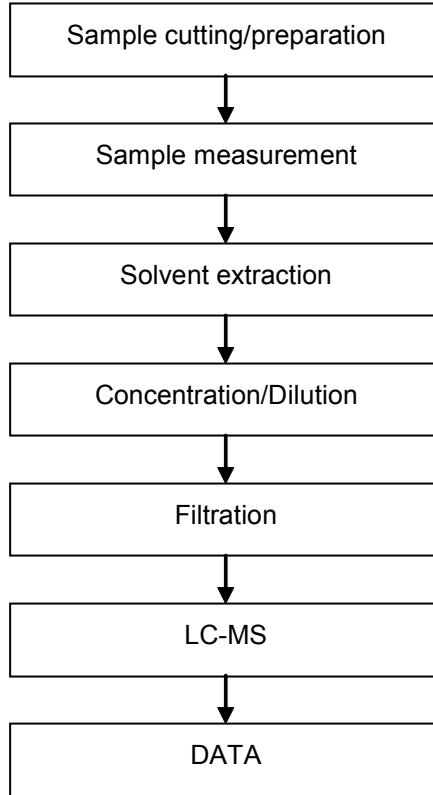 Sample cutting/preparation
Sample measurement
Solvent extraction
Concentration/Dilution
Filtration
LC-MS
DATA